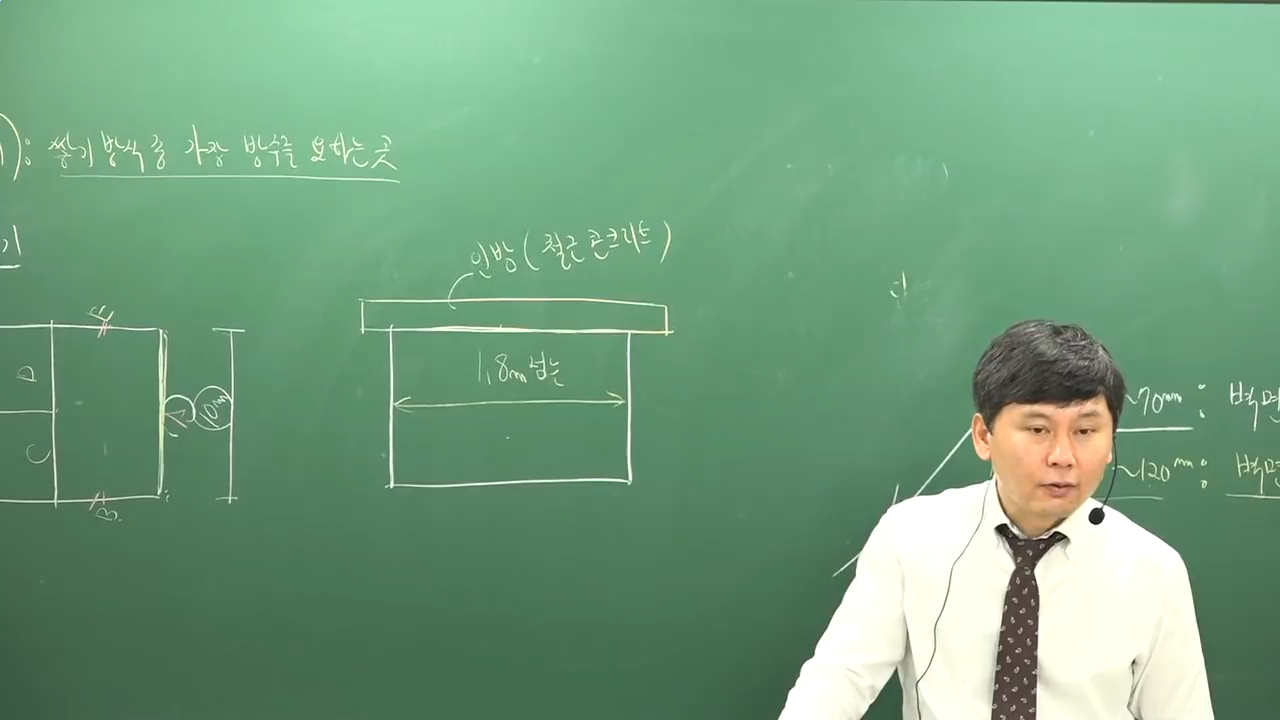 ): 쌓기 방식 중 가장 방수를 요하는 곳
기
인방 (철근 콘크리트)
1,8m 넘는
D
C
B
10m
~70mm : 벽면
~120mm : 벽면